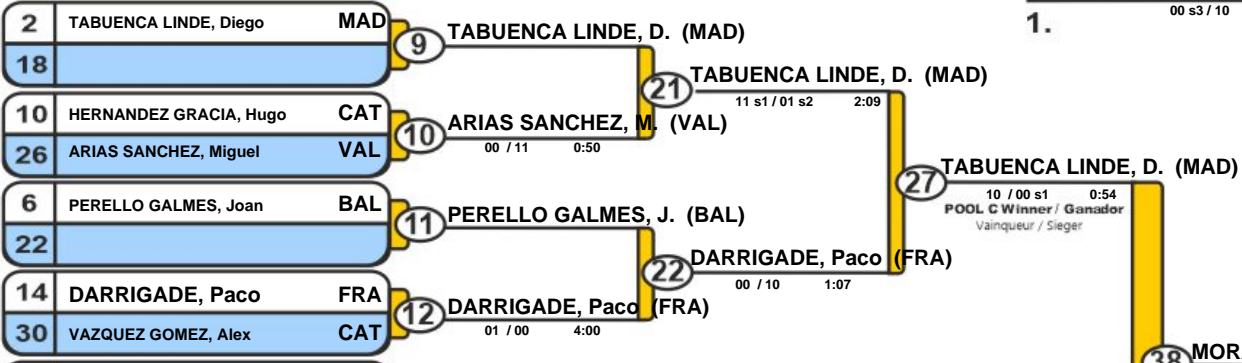 00 s3 / 10
1.
2 TABUENCA LINDE, Diego MAD
18
9 TABUENCA LINDE, D. (MAD)
21 TABUENCA LINDE, D. (MAD)
11 s1 / 01 s2 2:09
10 HERNANDEZ GRACIA, Hugo CAT
26 ARIAS SANCHEZ, Miguel VAL
10 ARIAS SANCHEZ, M. (VAL)
00 / 11 0:50
27 TABUENCA LINDE, D. (MAD)
10 / 00 s1 0:54
POOL C Winner / Ganador
Vainqueur / Sieger
6 PERELLO GALMES, Joan BAL
22
11 PERELLO GALMES, J. (BAL)
22 DARRIGADE, Paco (FRA)
00 / 10 1:07
14 DARRIGADE, Paco FRA
30 VAZQUEZ GOMEZ, Alex CAT
12 DARRIGADE, Paco (FRA)
01 / 00 4:00
38 MOR